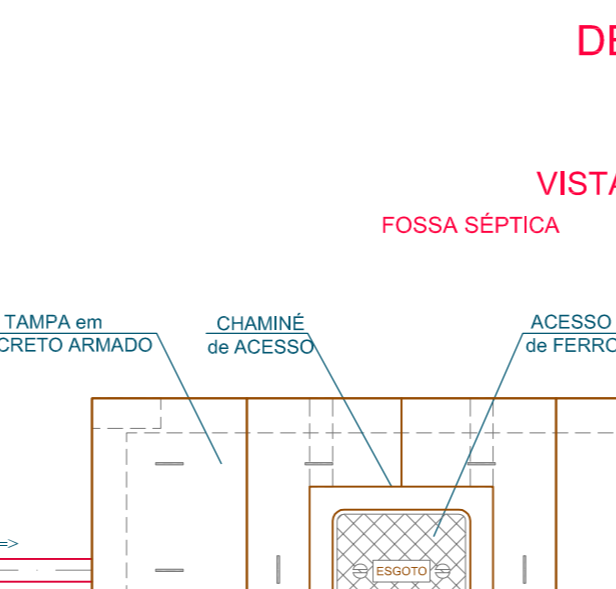 DE
VISTA
FOSSA SÉPTICA
TAMPA em
CRETO ARMADO
CHAMINÉ
de ACESSO
ACESSO
de FERRO
=>
ESGOTO